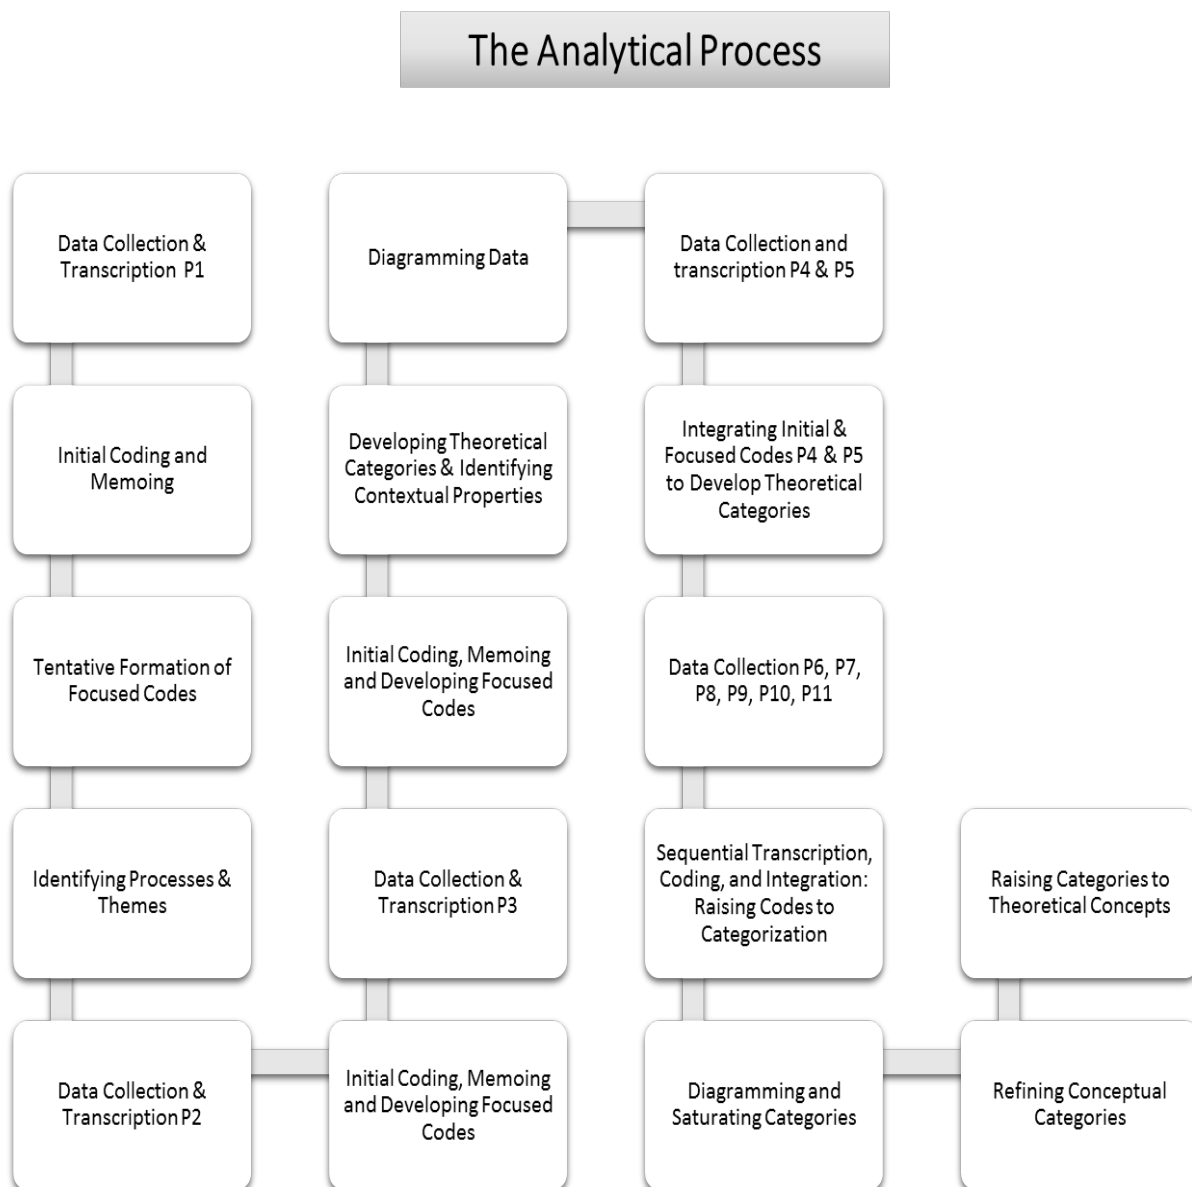 The Analytical Process
Data Collection &
Transcription P1
Initial Coding and
Memoing
Tentative Formation of
Focused Codes
Identifying Processes &
Themes
Data Collection &
Transcription P2
Initial Coding, Memoing
and Developing Focused
Codes
Data Collection &
Transcription P3
Initial Coding, Memoing
and Developing Focused
Codes
Developing Theoretical
Categories & Identifying
Contextual Properties
Diagramming Data
Data Collection and
transcription P4 & P5
Integrating Initial &
Focused Codes P4 & P5
to Develop Theoretical
Categories
Data Collection P6, P7,
P8, P9, P10, P11
Sequential Transcription,
Coding, and Integration:
Raising Codes to
Categorization
Diagramming and
Saturating Categories
Refining Conceptual
Categories
Raising Categories to
Theoretical Concepts